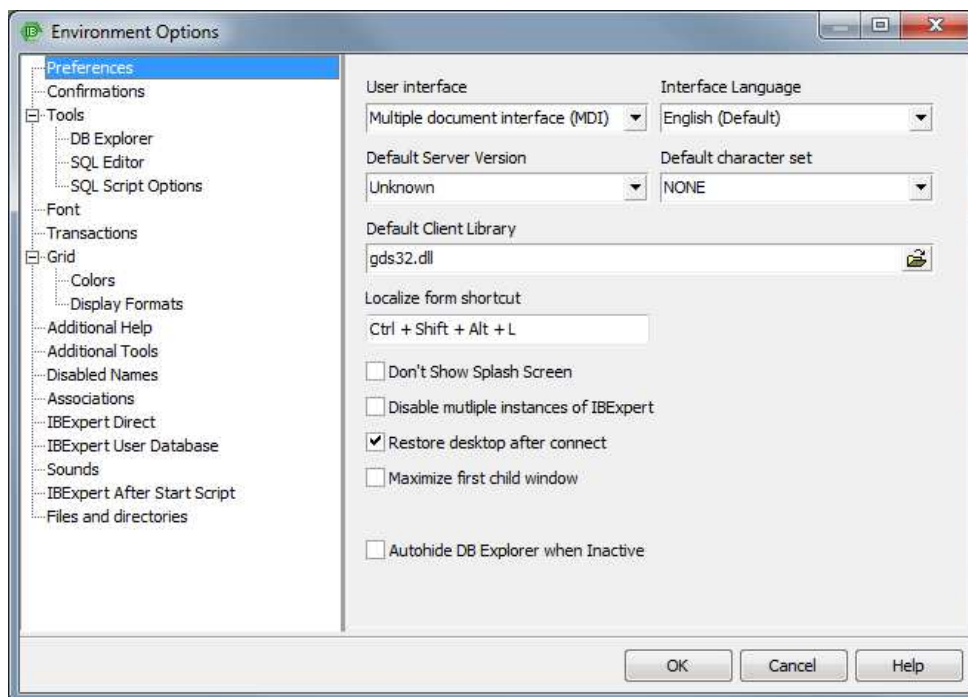 Environment Options
Preferences
Confirmations
Tools
DB Explorer
SQL Editor
SQL Script Options
Font
Transactions
Grid
Colors
Display Formats
Additional Help
Additional Tools
Disabled Names
Associations
IBExpert Direct
IBExpert User Database
Sounds
IBExpert After Start Script
Files and directories
User interface
Interface Language
Multiple document interface (MDI)
English (Default)
Default Server Version
Default character set
Unknown
NONE
Default Client Library
gds32.dll
Localize form shortcut
Ctrl + Shift + Alt + L
Don't Show Splash Screen
Disable mutliple instances of IBExpert
Restore desktop after connect
Maximize first child window
Autohide DB Explorer when Inactive
OK
Cancel
Help